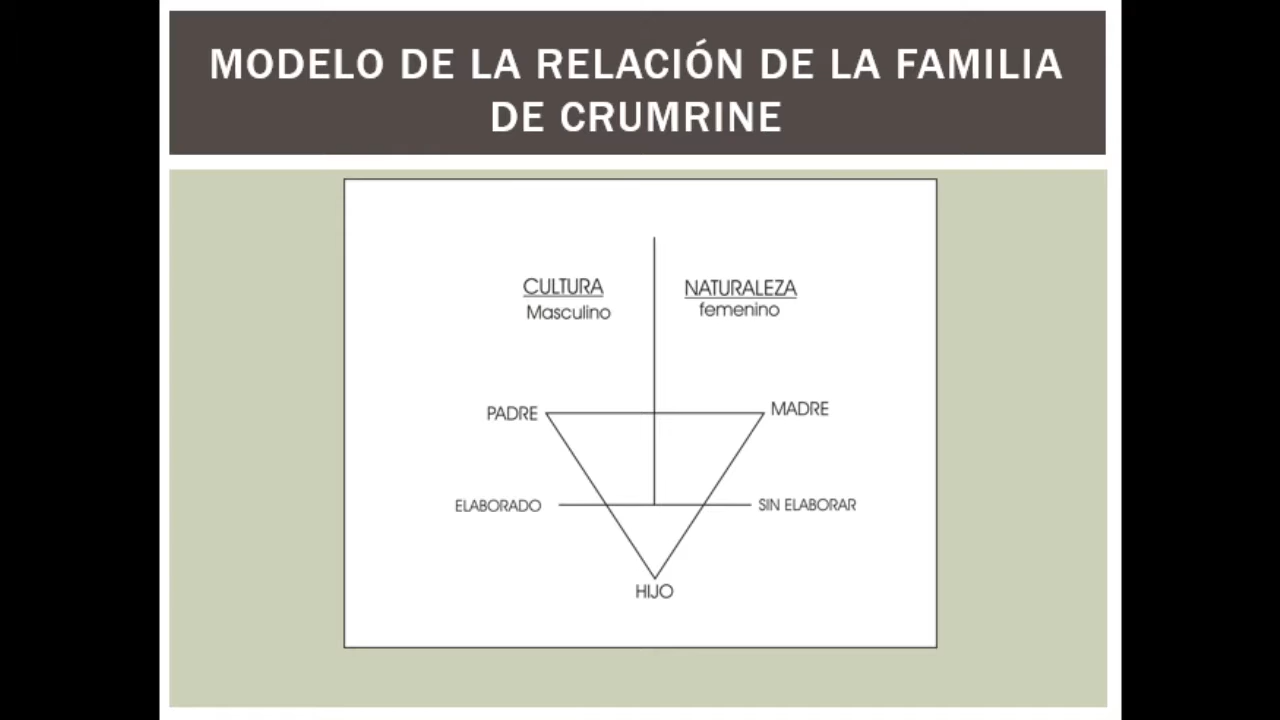 MODELO DE LA RELACIÓN DE LA FAMILIA
DE CRUMRINE
CULTURA
Masculino
NATURALEZA
femenino
PADRE
MADRE
ELABORADO
SIN ELABORAR
HIJO